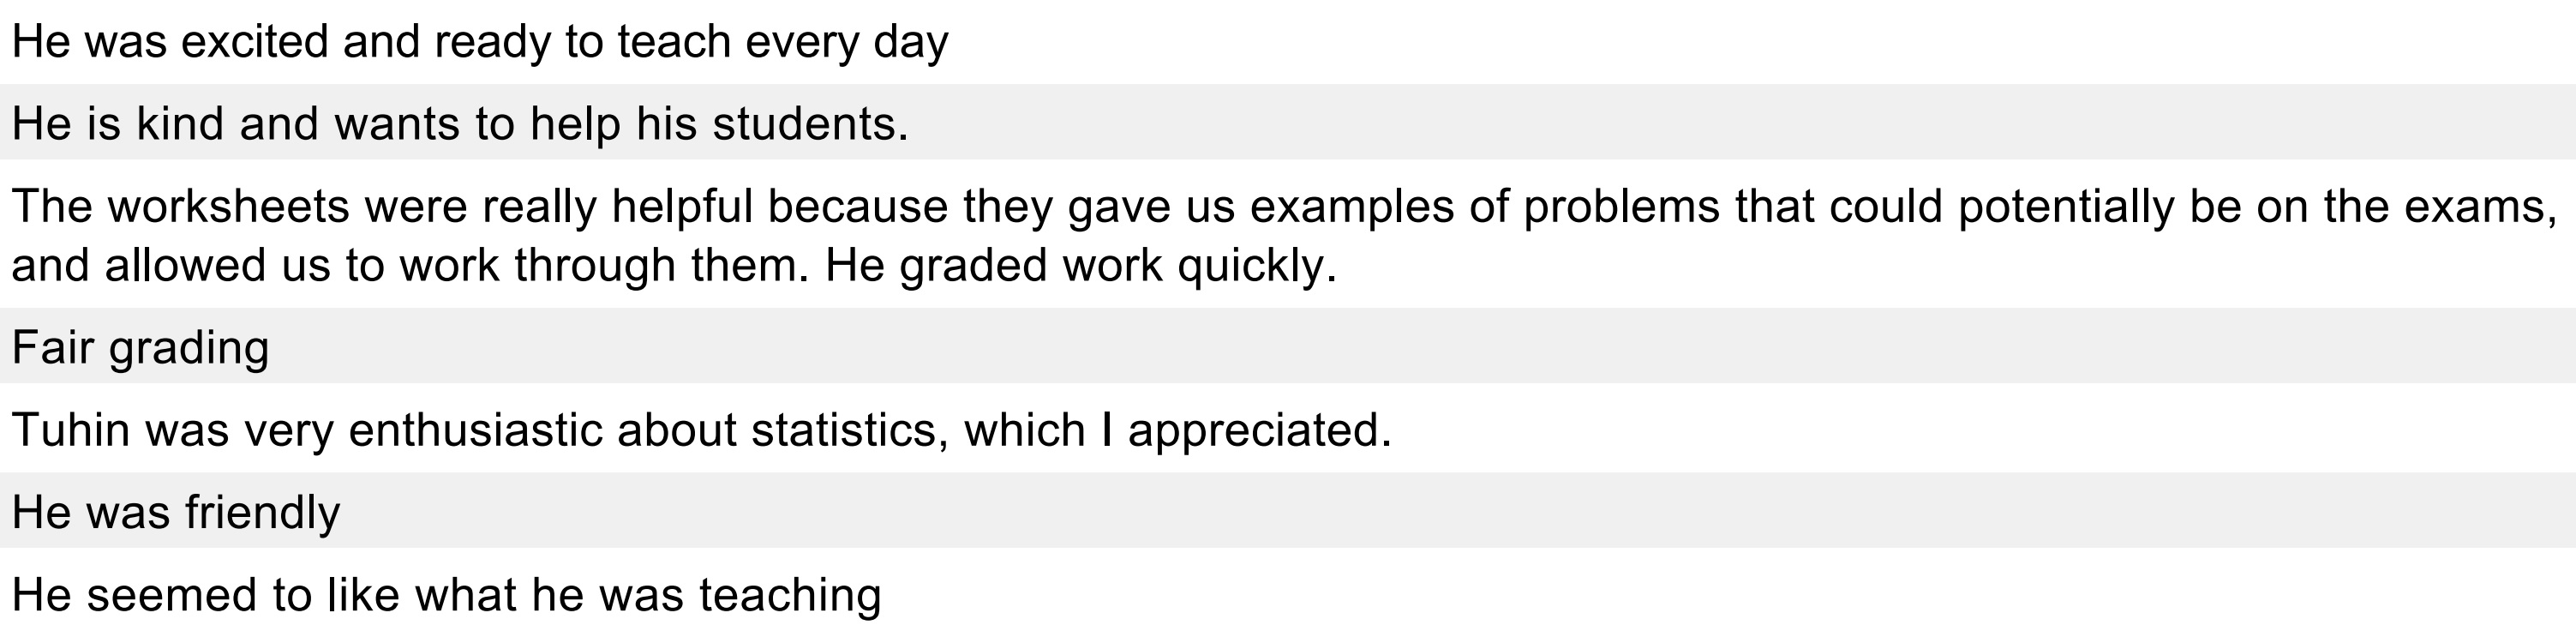 He was excited and ready to teach every day
He is kind and wants to help his students.
The worksheets were really helpful because they gave us examples of problems that could potentially be on the exams,
and allowed us to work through them. He graded work quickly.
Fair grading
Tuhin was very enthusiastic about statistics, which I appreciated.
He was friendly
He seemed to like what he was teaching